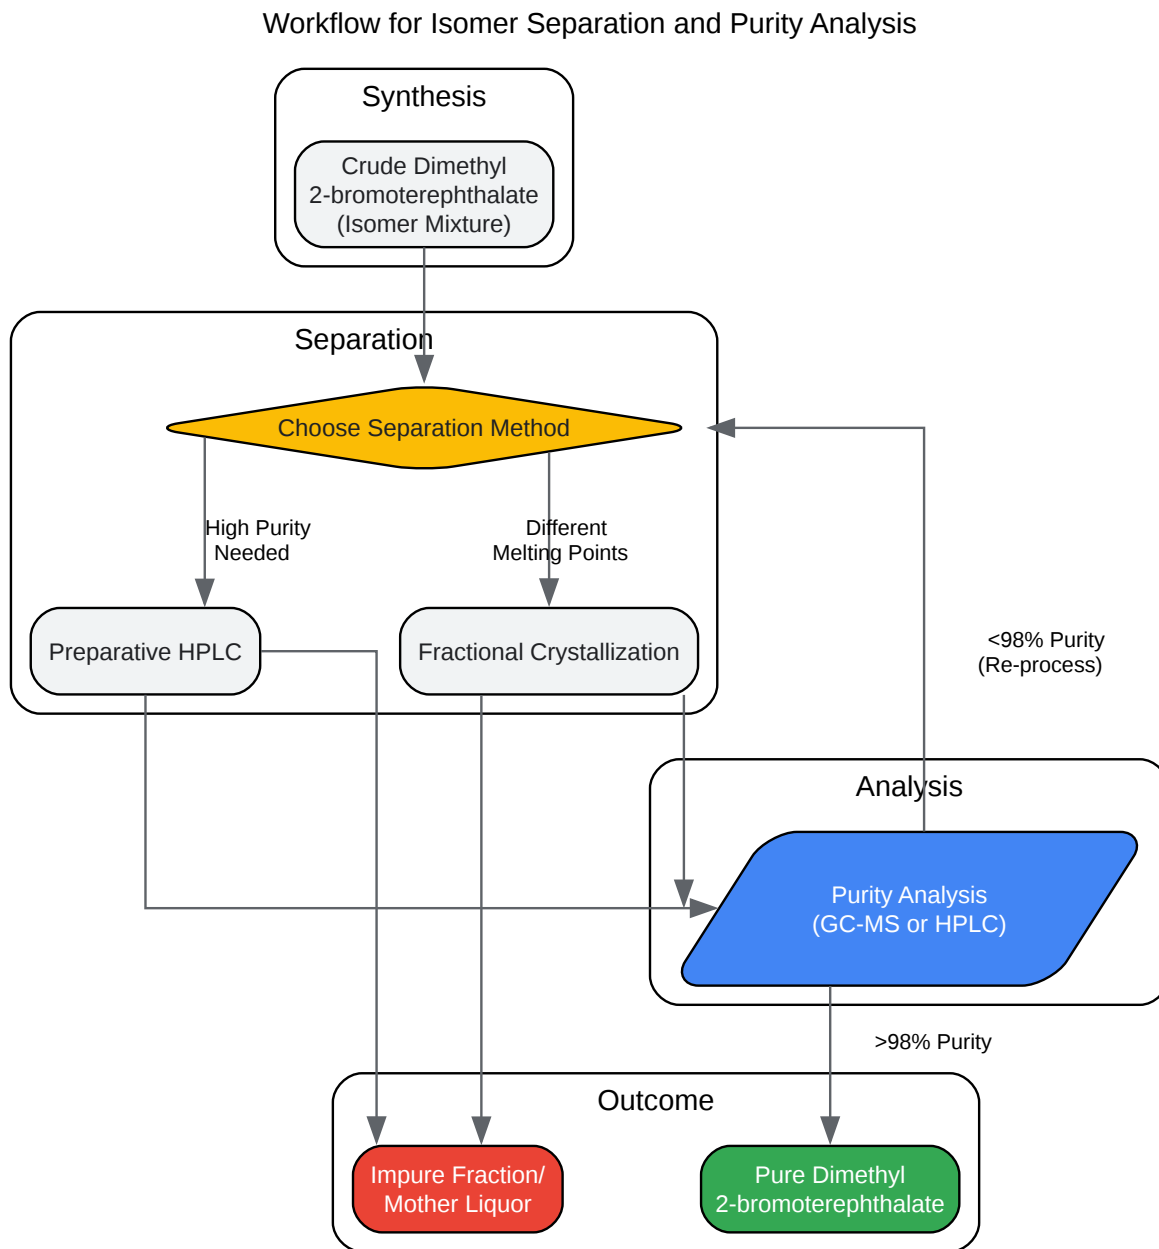 Workflow for Isomer Separation and Purity Analysis
Synthesis
Crude Dimethyl
2-bromoterephthalate
(Isomer Mixture)
Separation
Choose Separation Method
High Purity
Needed
Different
Melting Points
Preparative HPLC
Fractional Crystallization
<98% Purity
(Re-process)
Analysis
Purity Analysis
(GC-MS or HPLC)
>98% Purity
Outcome
Impure Fraction/
Mother Liquor
Pure Dimethyl
2-bromoterephthalate